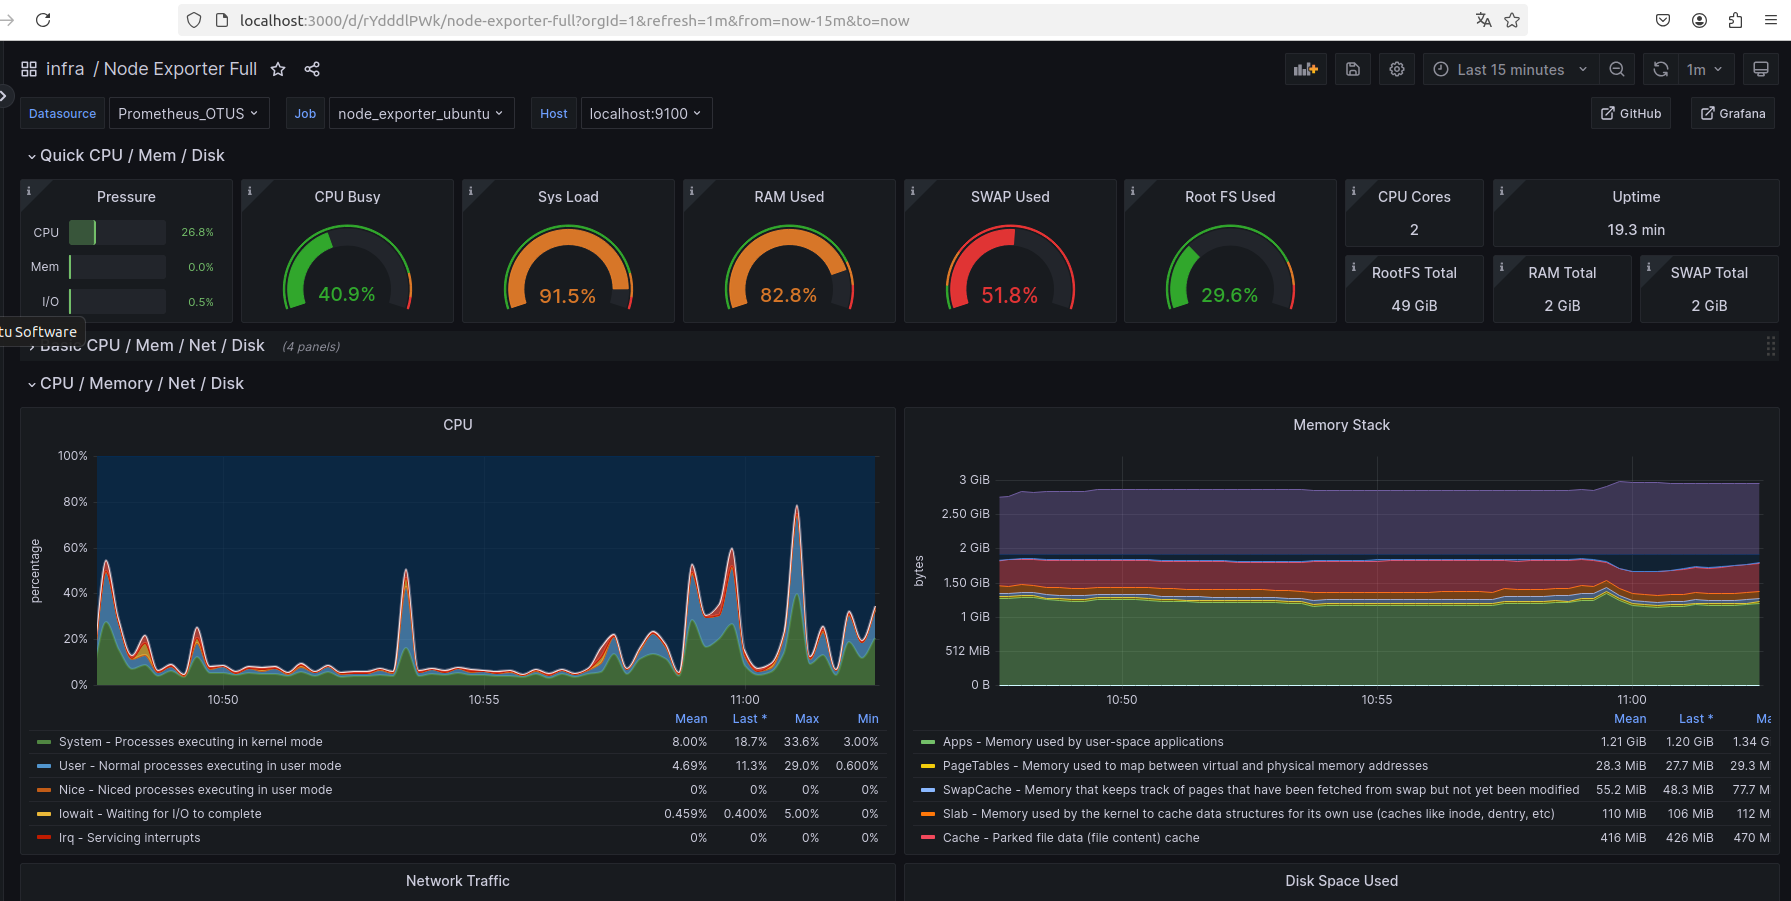 localhost:3000/d/rYdddlPWk/node-exporter-full?orgId=1&refresh=1m&from=now-15m&to=now
infra / Node Exporter Full
Last 15 minutes
1m
Datasource
Prometheus_OTUS
Job
node_exporter_ubuntu
Host
localhost:9100
GitHub
Grafana
Quick CPU / Mem / Disk
Pressure
CPU 26.8%
Mem 0.0%
I/O 0.5%
CPU Busy
40.9%
Sys Load
91.5%
RAM Used
82.8%
SWAP Used
51.8%
Root FS Used
29.6%
CPU Cores
2
Uptime
19.3 min
RootFS Total
49 GiB
RAM Total
2 GiB
SWAP Total
2 GiB
tu Software
Basic CPU / Mem / Net / Disk (4 panels)
CPU / Memory / Net / Disk
CPU
percentage
100%
80%
60%
40%
20%
0%
10:50 10:55 11:00
Mean Last * Max Min
System - Processes executing in kernel mode 8.00% 18.7% 33.6% 3.00%
User - Normal processes executing in user mode 4.69% 11.3% 29.0% 0.600%
Nice - Niced processes executing in user mode 0% 0% 0% 0%
Iowait - Waiting for I/O to complete 0.459% 0.400% 5.00% 0%
Irq - Servicing interrupts 0% 0% 0% 0%
Memory Stack
bytes
3 GiB
2.50 GiB
2 GiB
1.50 GiB
1 GiB
512 MiB
0 B
10:50 10:55 11:00
Mean Last * Ma
Apps - Memory used by user-space applications 1.21 GiB 1.20 GiB 1.34 G
PageTables - Memory used to map between virtual and physical memory addresses 28.3 MiB 27.7 MiB 29.3 M
SwapCache - Memory that keeps track of pages that have been fetched from swap but not yet been modified 55.2 MiB 48.3 MiB 77.7 M
Slab - Memory used by the kernel to cache data structures for its own use (caches like inode, dentry, etc) 110 MiB 106 MiB 112 M
Cache - Parked file data (file content) cache 416 MiB 426 MiB 470 M
Network Traffic
Disk Space Used